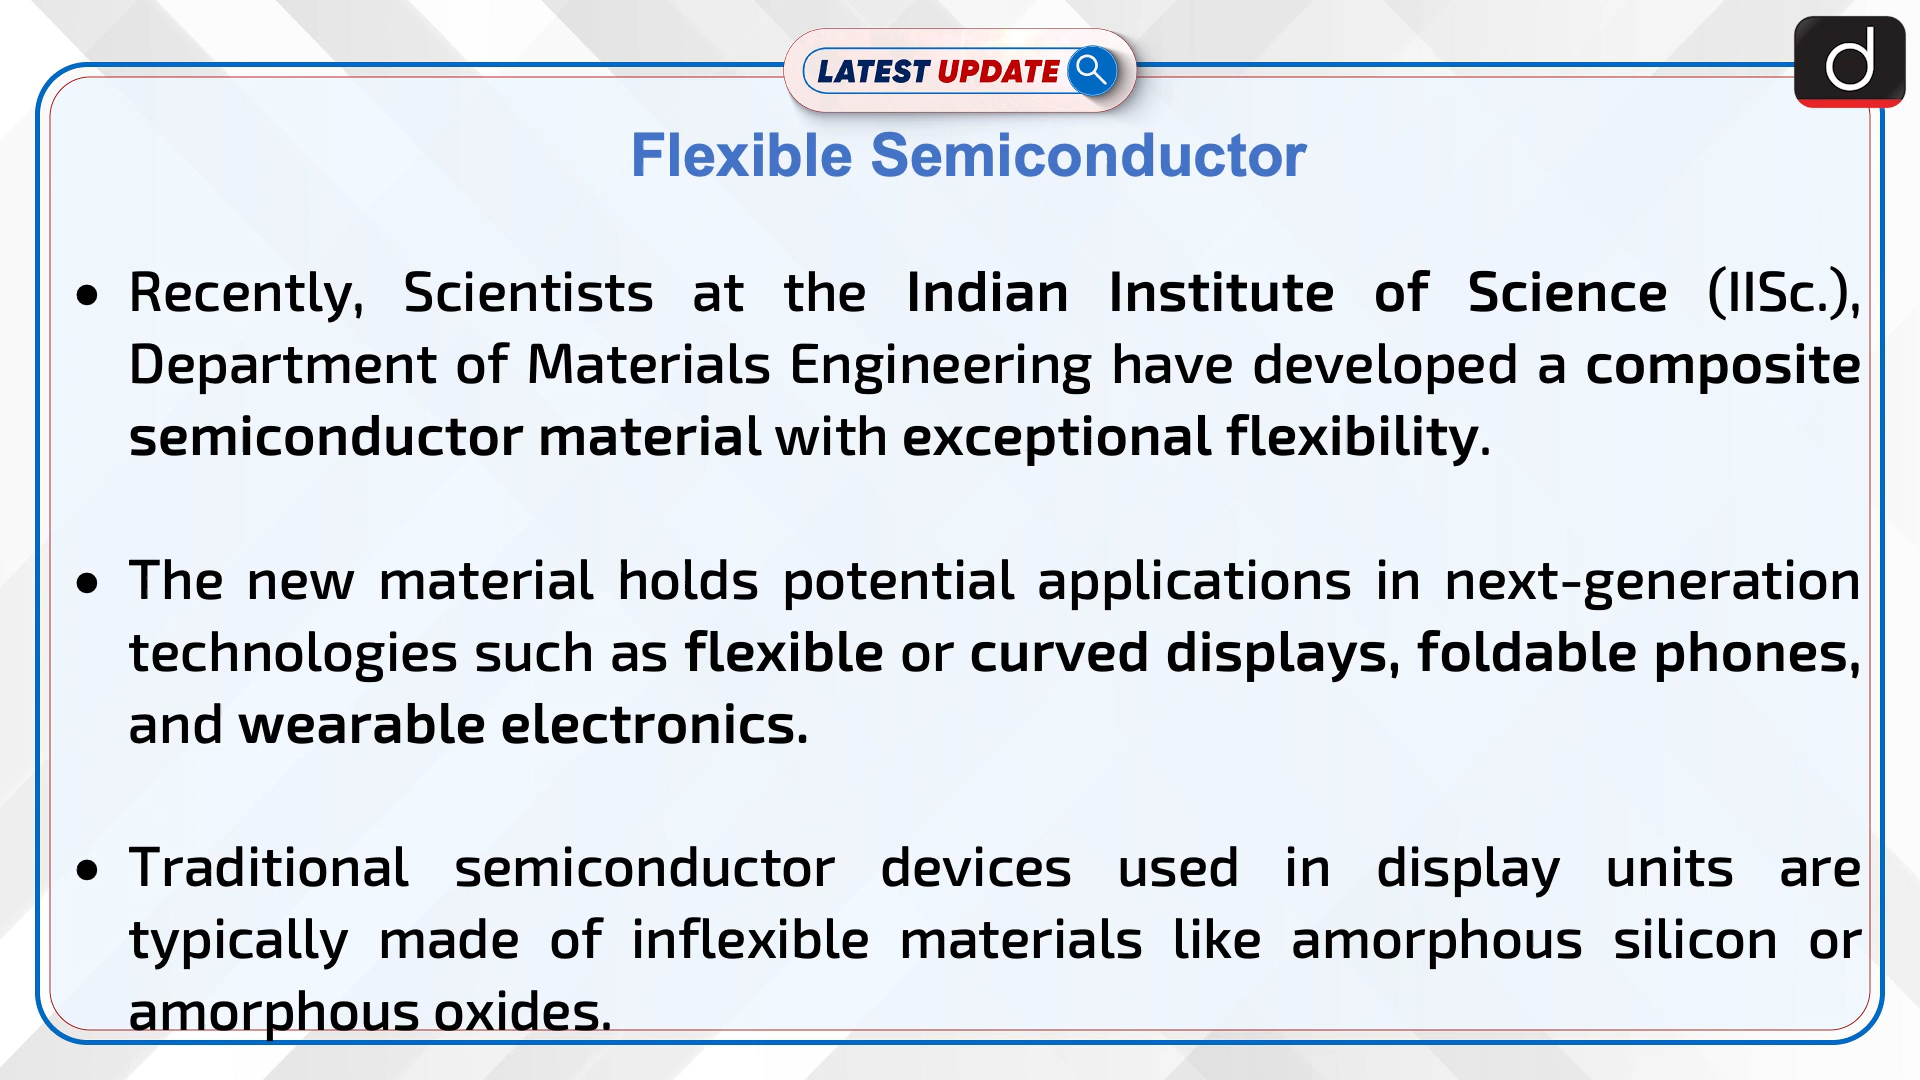 LATEST UPDATE
d
Flexible Semiconductor
• Recently, Scientists at the Indian Institute of Science (IISc.),
Department of Materials Engineering have developed a composite
semiconductor material with exceptional flexibility.
• The new material holds potential applications in next-generation
technologies such as flexible or curved displays, foldable phones,
and wearable electronics.
• Traditional semiconductor devices used in display units are
typically made of inflexible materials like amorphous silicon or
amorphous oxides.